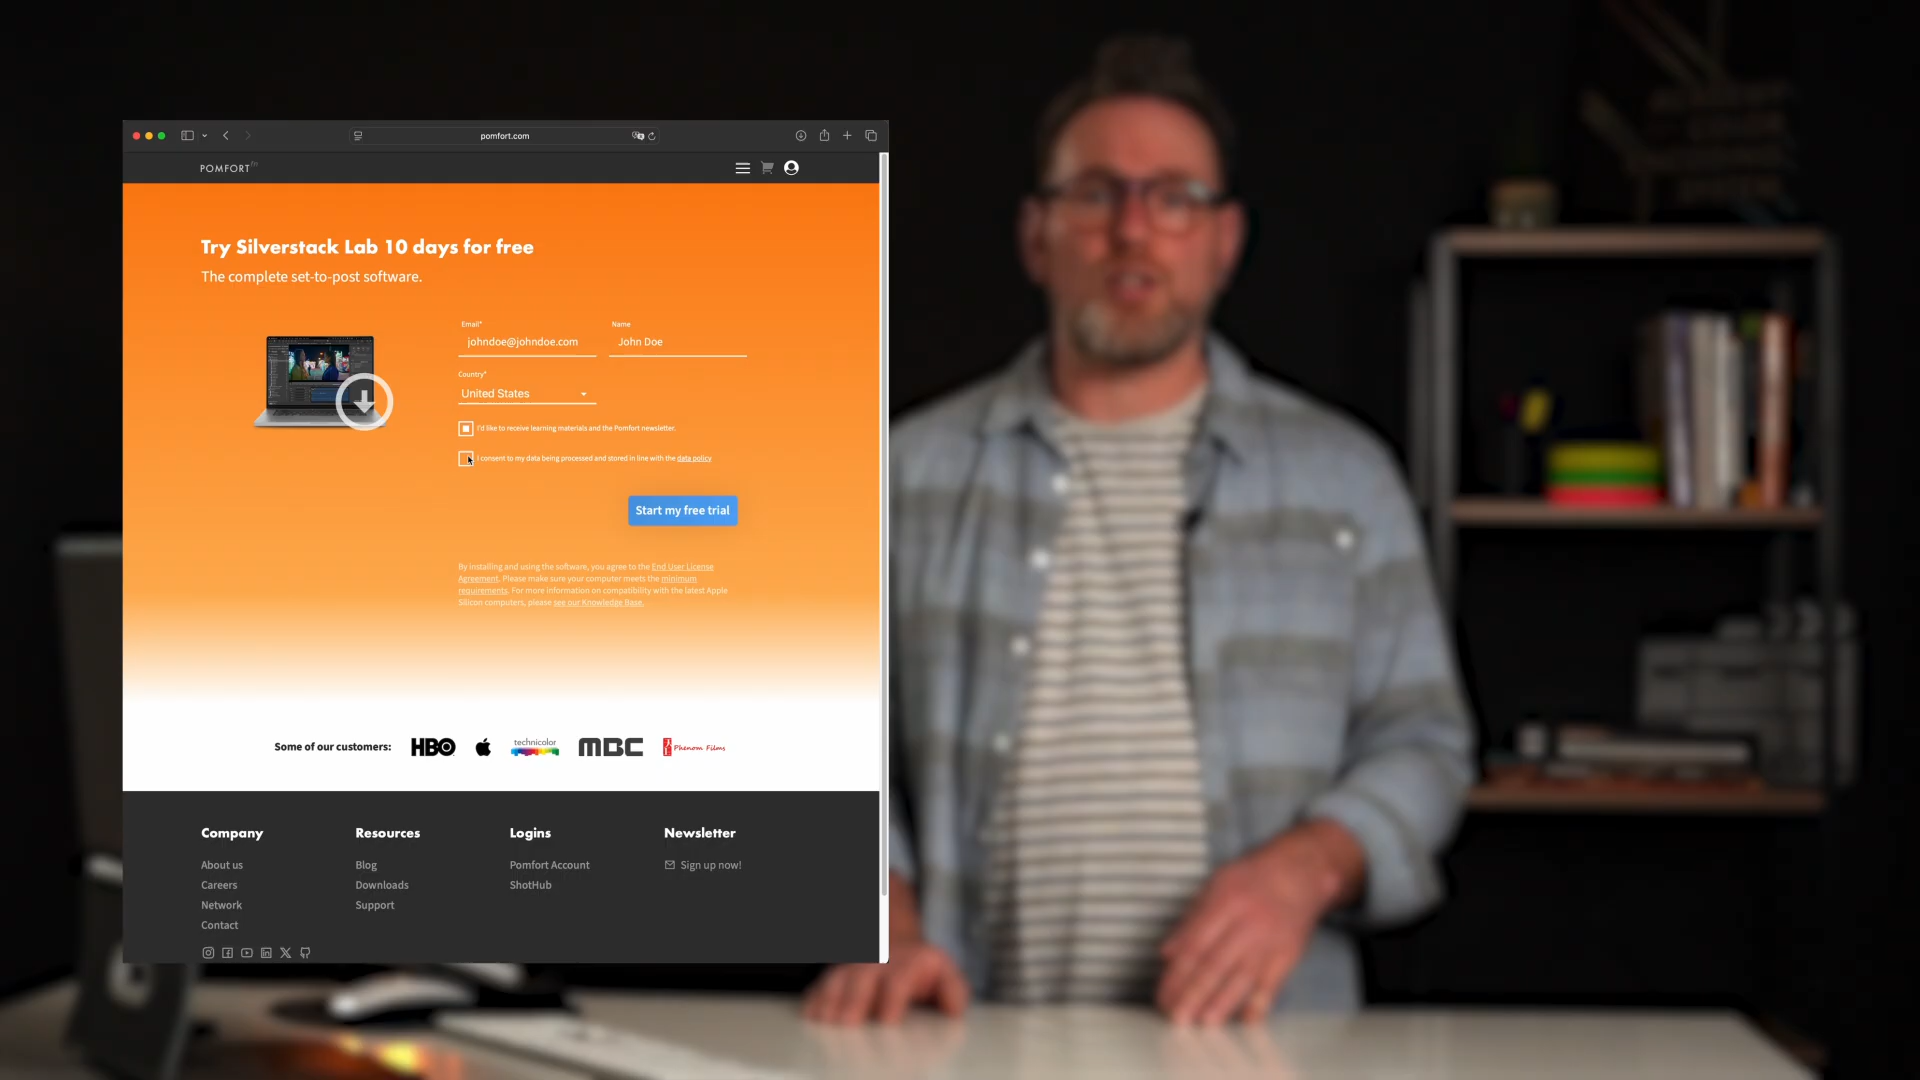 pomfort.com
POMFORT
Try Silverstack Lab 10 days for free
The complete set-to-post software.
Email*
Name
johndoe@johndoe.com
John Doe
Country*
United States
I'd like to receive learning materials and the Pomfort newsletter.
I consent to my data being processed and stored in line with the data policy
Start my free trial
By installing and using the software, you agree to the End User License
Agreement. Please make sure your computer meets the minimum
requirements. For more information on compatibility with the latest Apple
Silicon computers, please see our Knowledge Base.
Some of our customers:
HBO
technicolor
MBC
Phenom Films
Company
Resources
Logins
Newsletter
About us
Blog
Pomfort Account
Sign up now!
Careers
Downloads
ShotHub
Network
Support
Contact